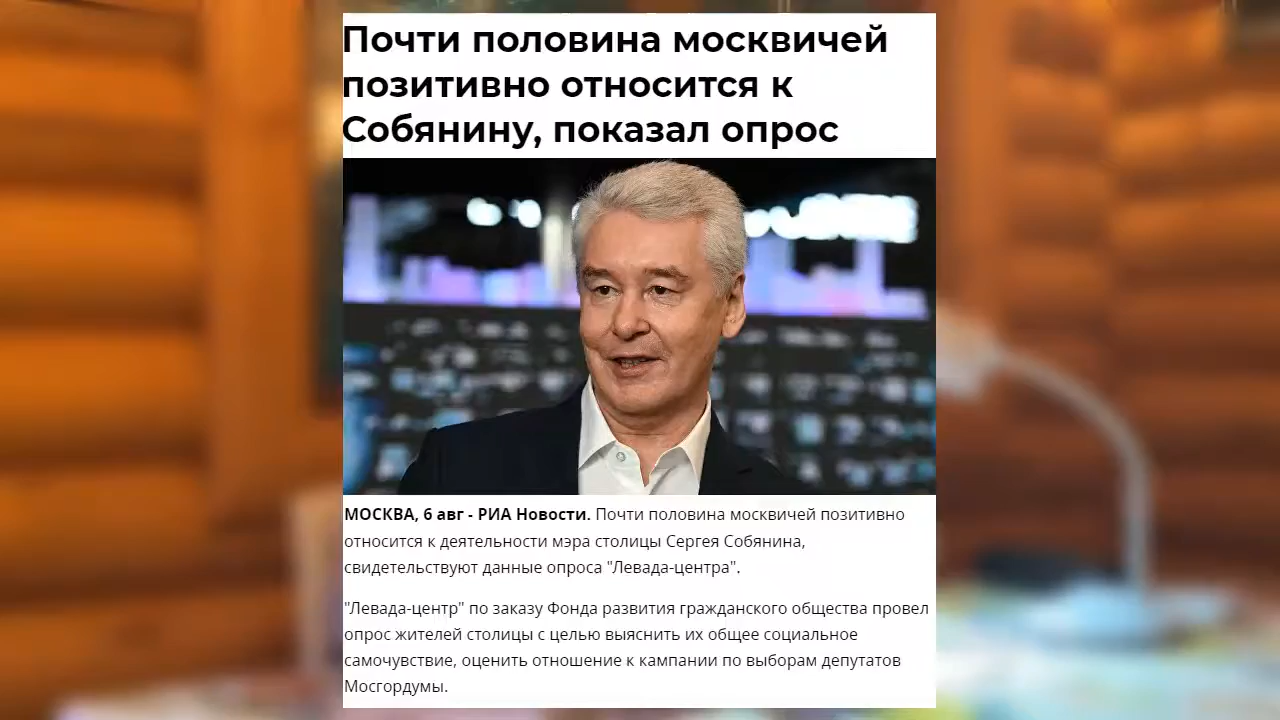 Почти половина москвичей
позитивно относится к
Собянину, показал опрос
МОСКВА, 6 авг - РИА Новости. Почти половина москвичей позитивно
относится к деятельности мэра столицы Сергея Собянина,
свидетельствуют данные опроса "Левада-центра".
"Левада-центр" по заказу Фонда развития гражданского общества провел
опрос жителей столицы с целью выяснить их общее социальное
самочувствие, оценить отношение к кампании по выборам депутатов
Мосгордумы.